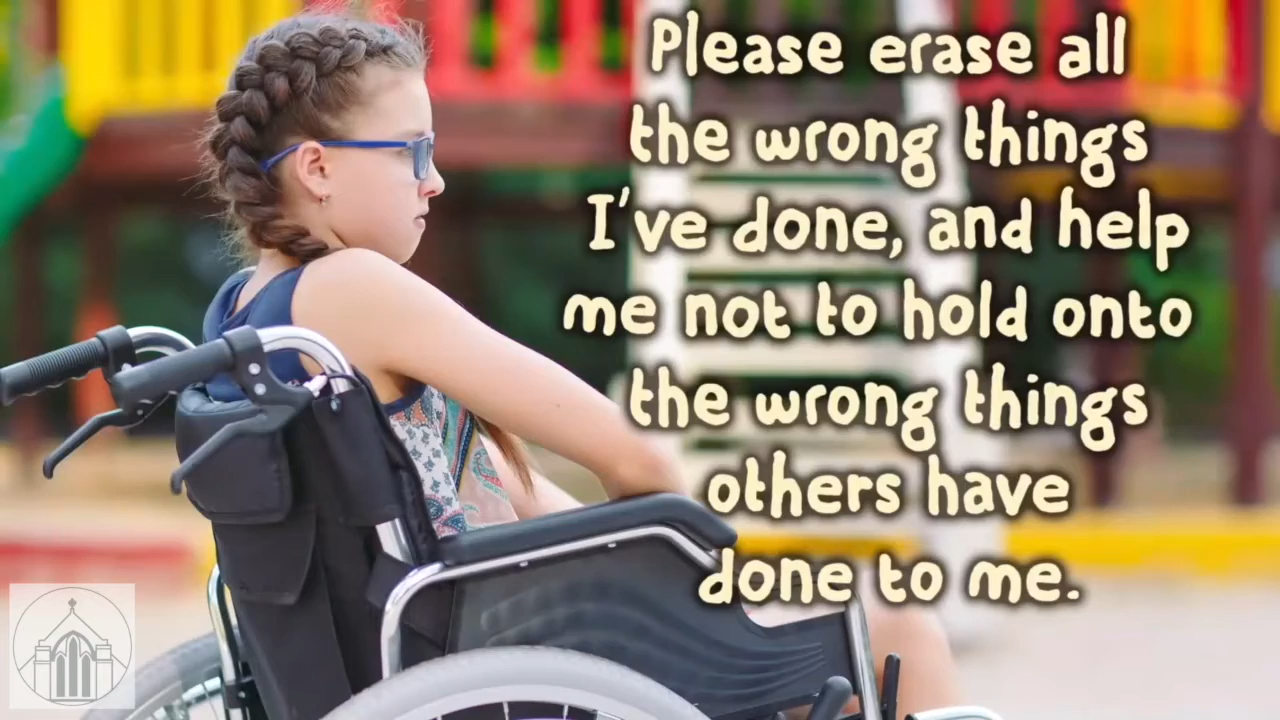 Please erase all
the wrong things
I've done, and help
me not to hold onto
the wrong things
others have
done to me.